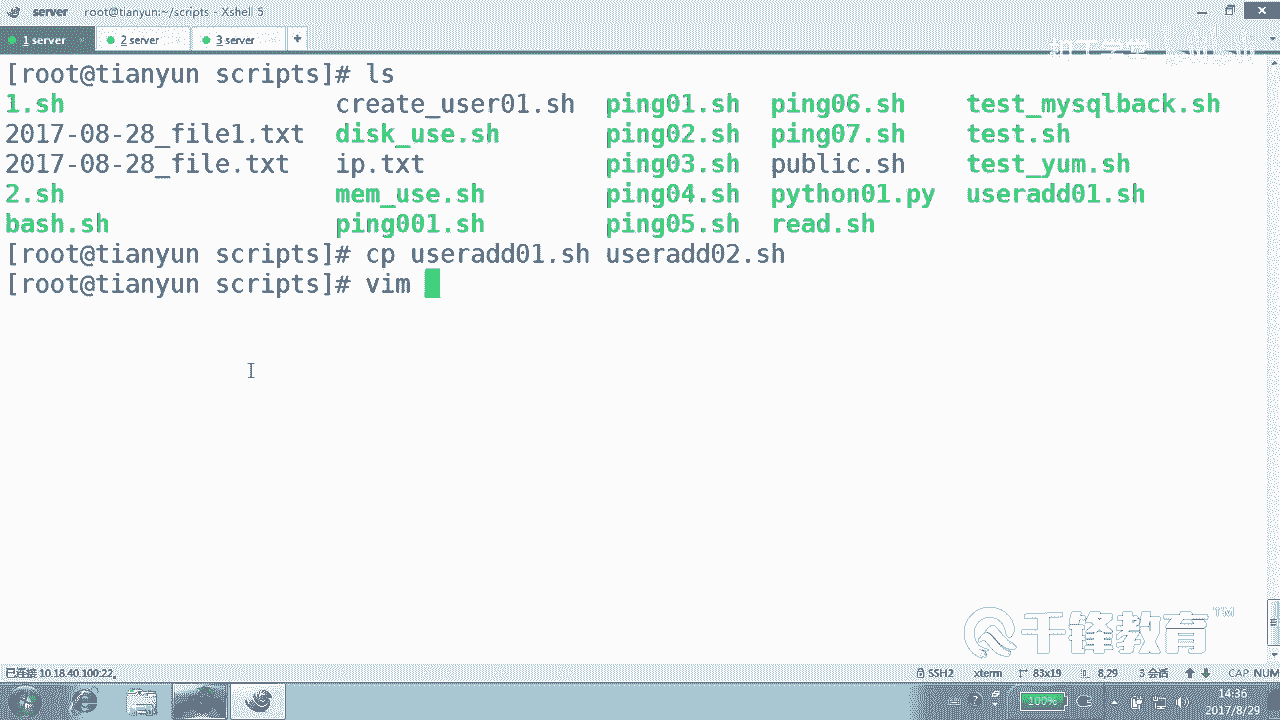 server root@tianyun:~/scripts - Xshell 5
1 server 2 server 3 server +
[root@tianyun scripts]# ls
1.sh create_user01.sh ping01.sh ping06.sh test_mysqlback.sh
2017-08-28_file1.txt disk_use.sh ping02.sh ping07.sh test.sh
2017-08-28_file.txt ip.txt ping03.sh public.sh test_yum.sh
2.sh mem_use.sh ping04.sh python01.py useradd01.sh
bash.sh ping001.sh ping05.sh read.sh
[root@tianyun scripts]# cp useradd01.sh useradd02.sh
[root@tianyun scripts]# vim
千锋教育™
已连接 10.18.40.100:22。 SSH2 xterm 83x19 8,29 3 会话 CAP NUM
100% 14:36
2017/8/29